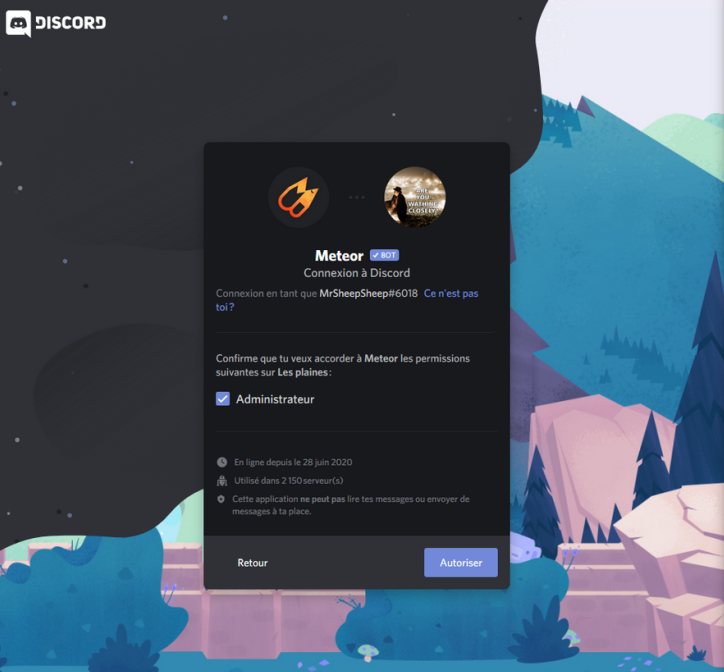 DISCORD
ARE
YOU
WATHING
CLOSELY?
Meteor ✓ BOT
Connexion à Discord
Connexion en tant que MrSheepSheep#6018 Ce n'est pas
toi ?
Confirme que tu veux accorder à Meteor les permissions
suivantes sur Les plaines :
Administrateur
En ligne depuis le 28 juin 2020
Utilisé dans 2 150 serveur(s)
Cette application ne peut pas lire tes messages ou envoyer de
messages à ta place.
Retour
Autoriser